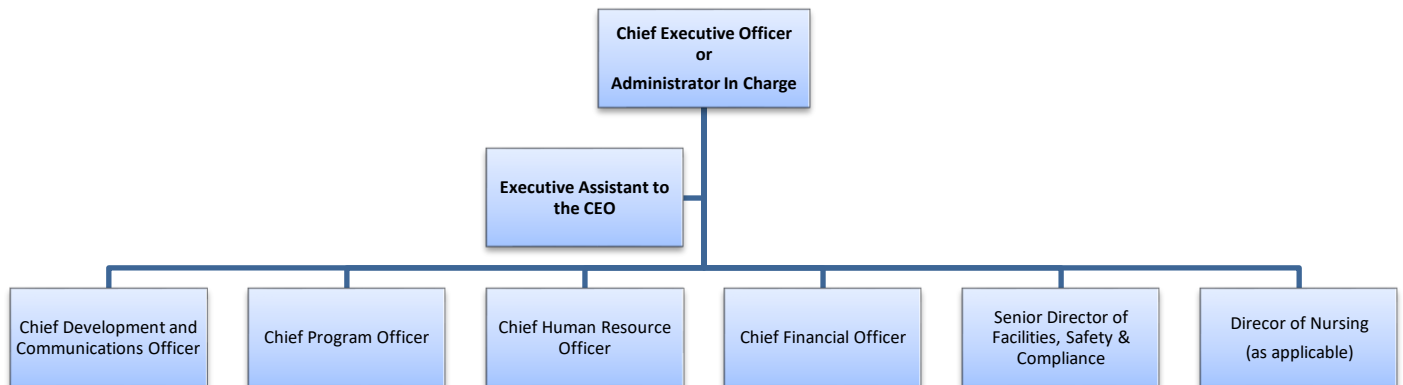 Chief Executive Officer
or
Administrator In Charge
Executive Assistant to
the CEO
Chief Development and
Communications Officer
Chief Program Officer
Chief Human Resource
Officer
Chief Financial Officer
Senior Director of
Facilities, Safety &
Compliance
Direcor of Nursing
(as applicable)